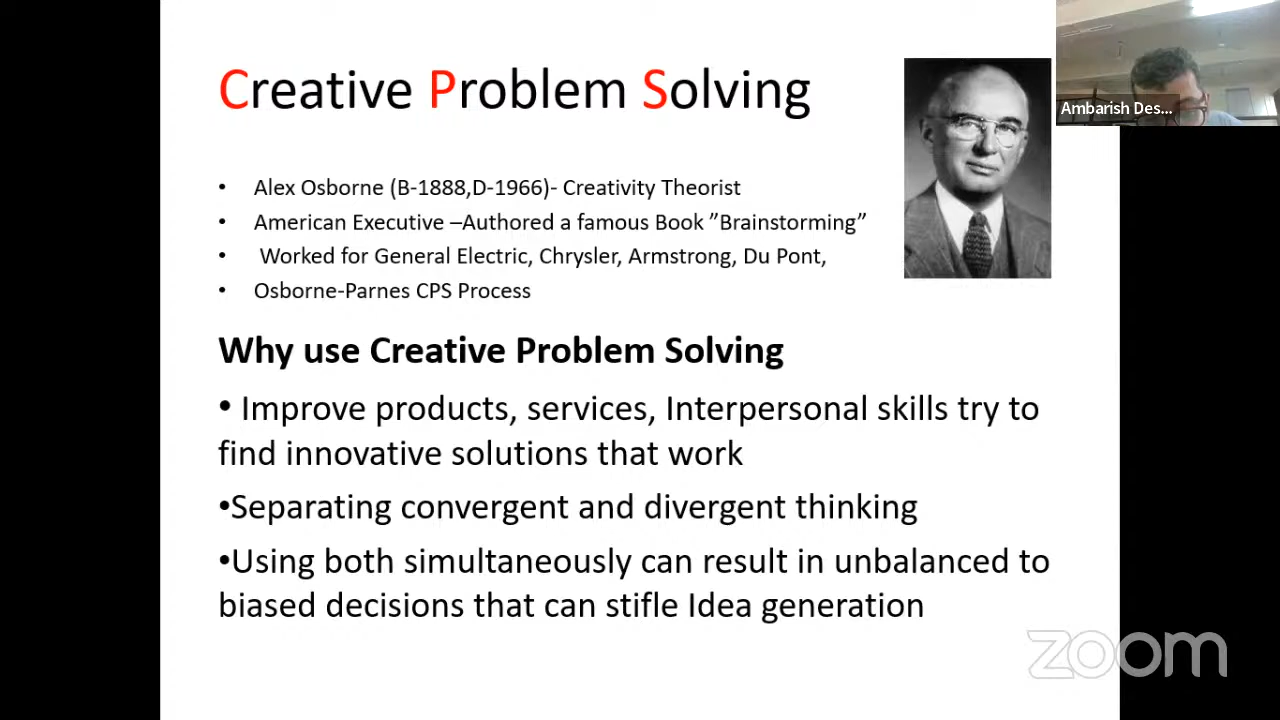 Creative Problem Solving
Ambarish Des...
• Alex Osborne (B-1888,D-1966)- Creativity Theorist
• American Executive –Authored a famous Book ”Brainstorming”
• Worked for General Electric, Chrysler, Armstrong, Du Pont,
• Osborne-Parnes CPS Process
Why use Creative Problem Solving
• Improve products, services, Interpersonal skills try to
find innovative solutions that work
•Separating convergent and divergent thinking
•Using both simultaneously can result in unbalanced to
biased decisions that can stifle Idea generation
zoom